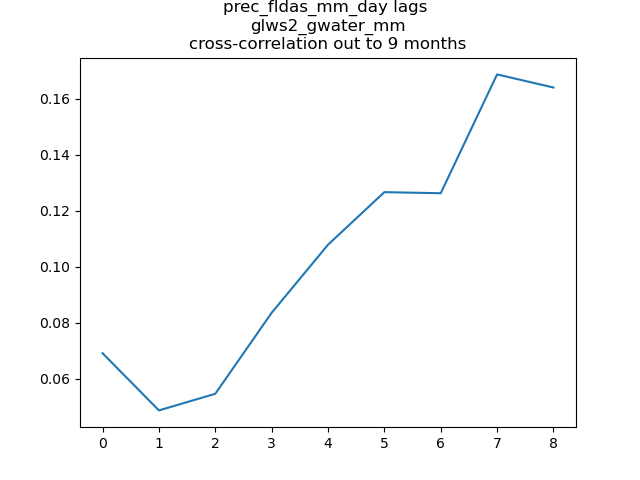 prec_fldas_mm_day lags
glws2_gwater_mm
cross-correlation out to 9 months
0.16
0.14
0.12
0.10
0.08
0.06
0 1 2 3 4 5 6 7 8